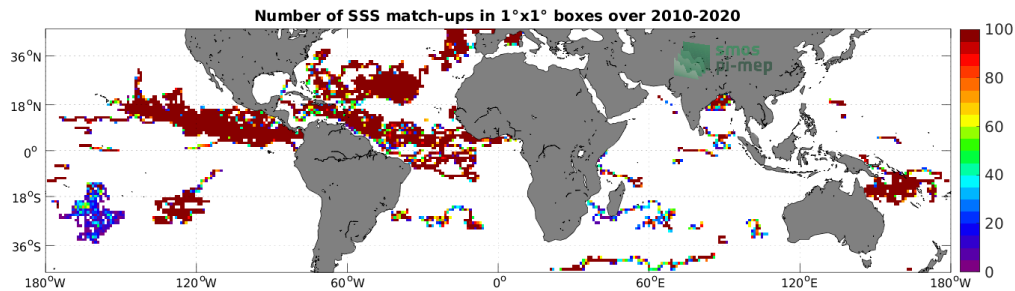 Number of SSS match-ups in 1°x1° boxes over 2010-2020
smos
pi-mep
36°N
18°N
0°
18°S
36°S
180°W
120°W
60°W
0°
60°E
120°E
180°W
100
80
60
40
20
0